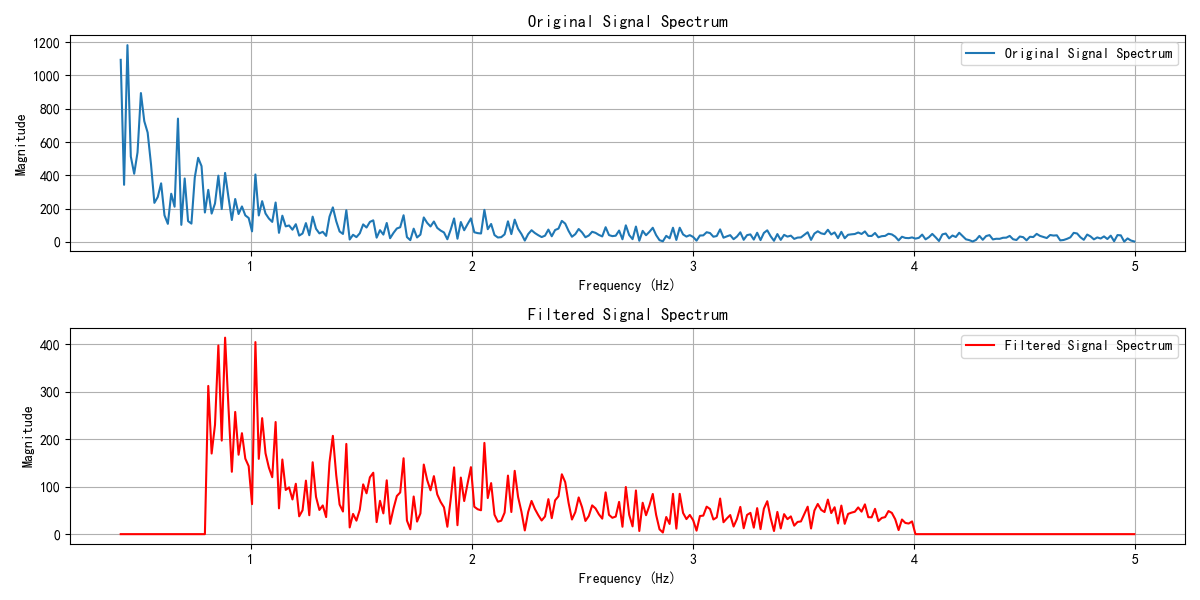 Original Signal Spectrum
Original Signal Spectrum
Magnitude
1200
1000
800
600
400
200
0
1 2 3 4 5
Frequency (Hz)
Filtered Signal Spectrum
Filtered Signal Spectrum
Magnitude
400
300
200
100
0
1 2 3 4 5
Frequency (Hz)